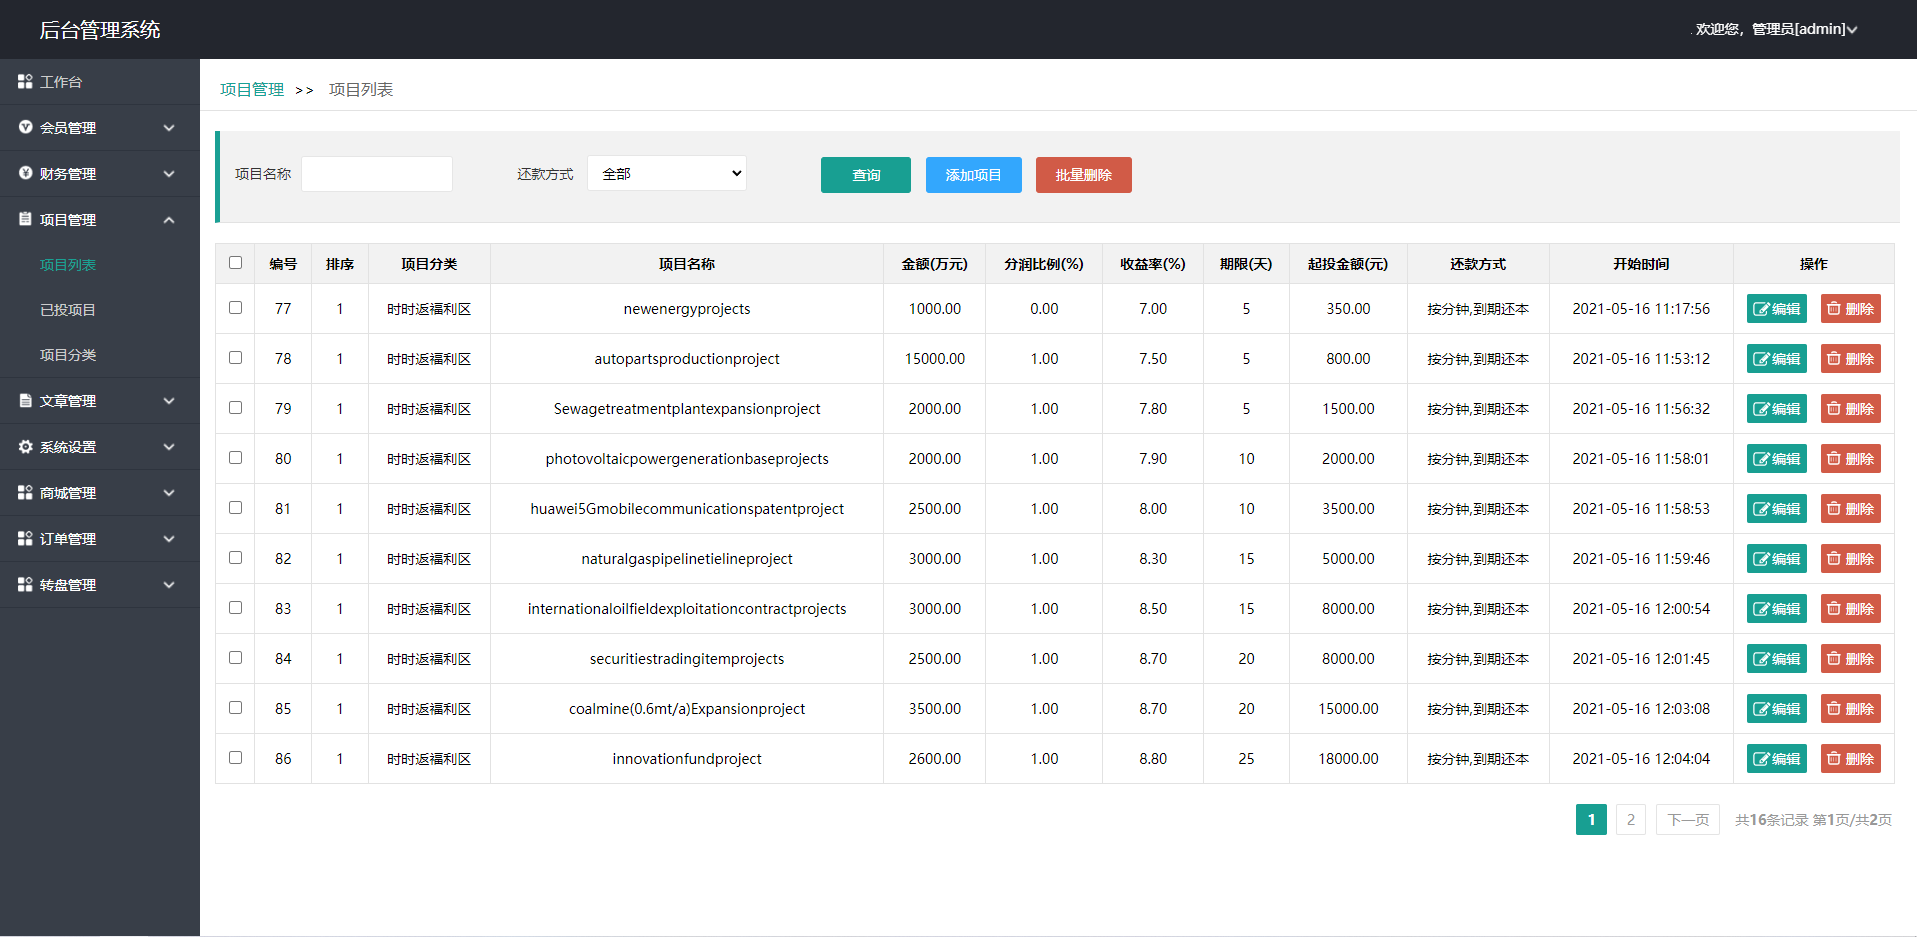 后台管理系统
. 欢迎您，管理员[admin]
工作台
会员管理
财务管理
项目管理
项目列表
已投项目
项目分类
文章管理
系统设置
商城管理
订单管理
转盘管理
项目管理 >> 项目列表
项目名称 还款方式 全部 查询 添加项目 批量删除
编号 排序 项目分类 项目名称 金额(万元) 分润比例(%) 收益率(%) 期限(天) 起投金额(元) 还款方式 开始时间 操作
77 1 时时返福利区 newenergyprojects 1000.00 0.00 7.00 5 350.00 按分钟,到期还本 2021-05-16 11:17:56 编辑 删除
78 1 时时返福利区 autopartsproductionproject 15000.00 1.00 7.50 5 800.00 按分钟,到期还本 2021-05-16 11:53:12 编辑 删除
79 1 时时返福利区 Sewagetreatmentplantexpansionproject 2000.00 1.00 7.80 5 1500.00 按分钟,到期还本 2021-05-16 11:56:32 编辑 删除
80 1 时时返福利区 photovoltaicpowergenerationbaseprojects 2000.00 1.00 7.90 10 2000.00 按分钟,到期还本 2021-05-16 11:58:01 编辑 删除
81 1 时时返福利区 huawei5Gmobilecommunicationspatentproject 2500.00 1.00 8.00 10 3500.00 按分钟,到期还本 2021-05-16 11:58:53 编辑 删除
82 1 时时返福利区 naturalgaspipelinetielineproject 3000.00 1.00 8.30 15 5000.00 按分钟,到期还本 2021-05-16 11:59:46 编辑 删除
83 1 时时返福利区 internationaloilfieldexploitationcontractprojects 3000.00 1.00 8.50 15 8000.00 按分钟,到期还本 2021-05-16 12:00:54 编辑 删除
84 1 时时返福利区 securitiestradingitemprojects 2500.00 1.00 8.70 20 8000.00 按分钟,到期还本 2021-05-16 12:01:45 编辑 删除
85 1 时时返福利区 coalmine(0.6mt/a)Expansionproject 3500.00 1.00 8.70 20 15000.00 按分钟,到期还本 2021-05-16 12:03:08 编辑 删除
86 1 时时返福利区 innovationfundproject 2600.00 1.00 8.80 25 18000.00 按分钟,到期还本 2021-05-16 12:04:04 编辑 删除
1 2 下一页 共16条记录 第1页/共2页